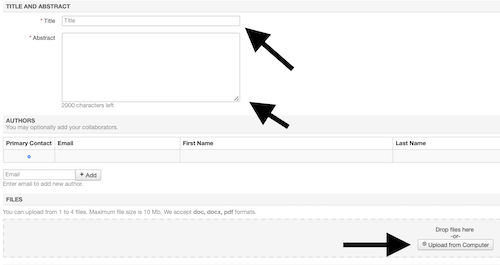 TITLE AND ABSTRACT
* Title
Title
* Abstract
2000 characters left
AUTHORS
You may optionally add your collaborators.
Primary Contact Email First Name Last Name
Email + Add
Enter email to add new author
FILES
You can upload from 1 to 4 files. Maximum file size is 10 Mb. We accept doc, docx, pdf formats.
Drop files here
-or-
Upload from Computer